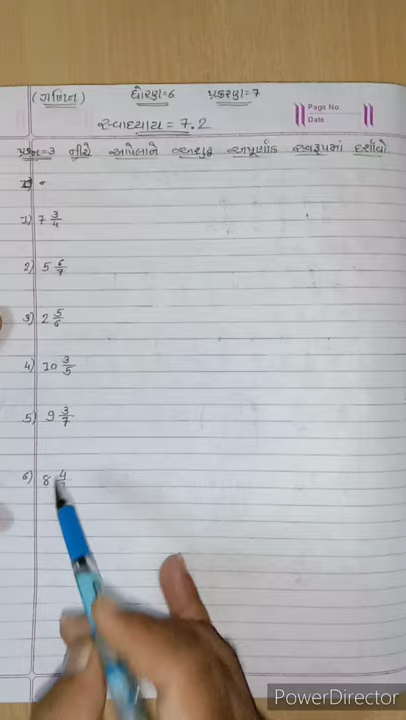 (ગણિત) ધોરણ=6 પ્રકરણ=7
Page No.
Date
સ્વાધ્યાય = 7.2
પ્રશ્ન=3 નીચે આપેલાને અશુદ્ધ અપૂર્ણાંક સ્વરૂપમાં દર્શાવો
1) 7 3/4
2) 5 6/7
3) 2 5/6
4) 10 3/5
5) 9 3/7
6) 8 4/
PowerDirector